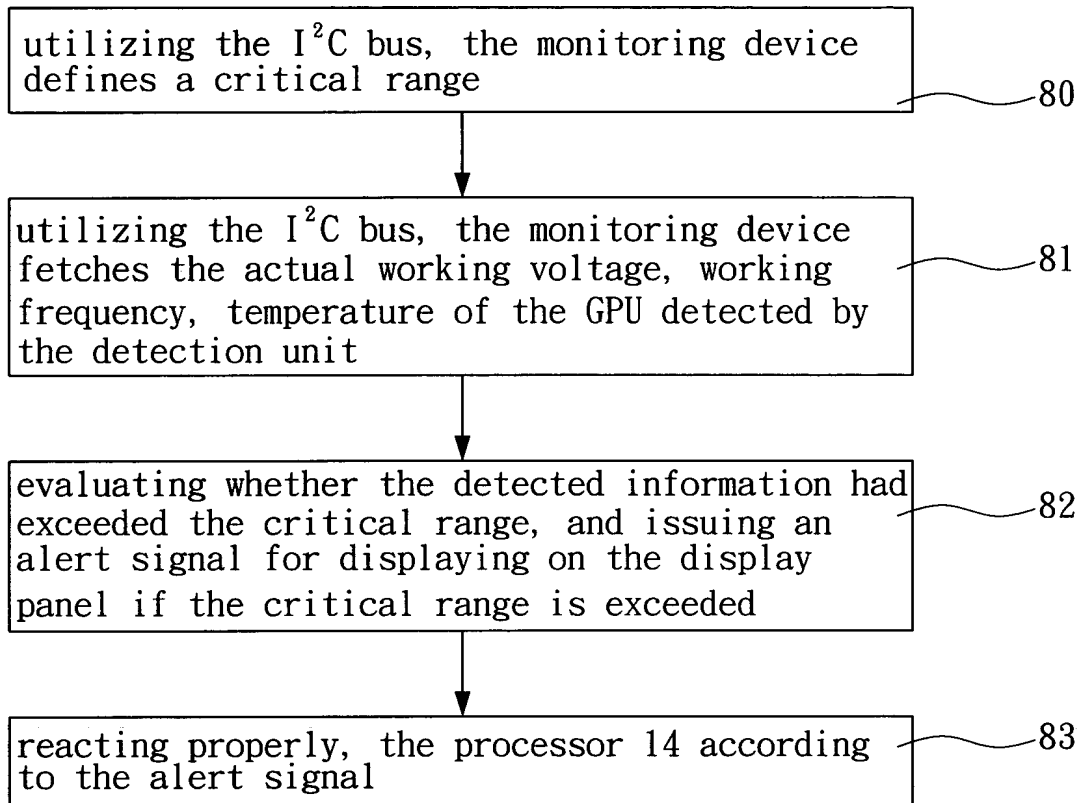 utilizing the I²C bus, the monitoring device
defines a critical range
80
utilizing the I²C bus, the monitoring device
fetches the actual working voltage, working
frequency, temperature of the GPU detected by
the detection unit
81
evaluating whether the detected information had
exceeded the critical range, and issuing an
alert signal for displaying on the display
panel if the critical range is exceeded
82
reacting properly, the processor 14 according
to the alert signal
83